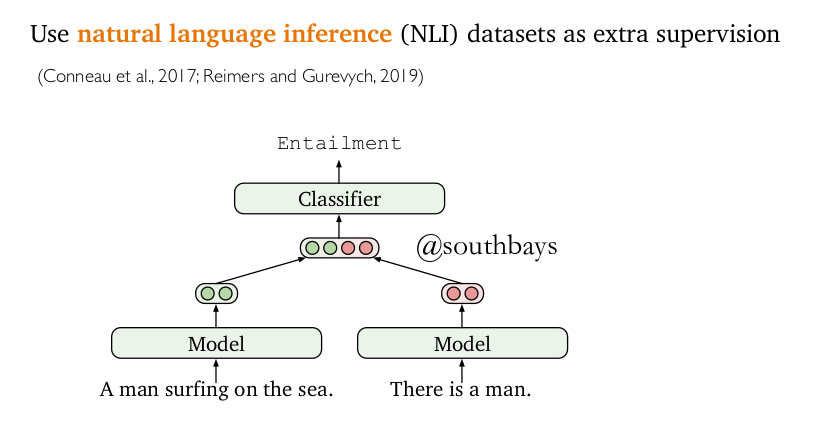 Use natural language inference (NLI) datasets as extra supervision
(Conneau et al., 2017; Reimers and Gurevych, 2019)
Entailment
Classifier
@southbays
Model Model
A man surfing on the sea. There is a man.